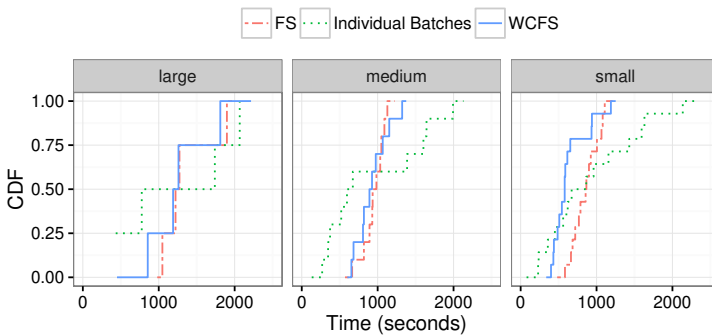 FS Individual Batches WCFS
large medium small
1.00
0.75
0.50
0.25
0.00
CDF
0 1000 2000 0 1000 2000 0 1000 2000
Time (seconds)